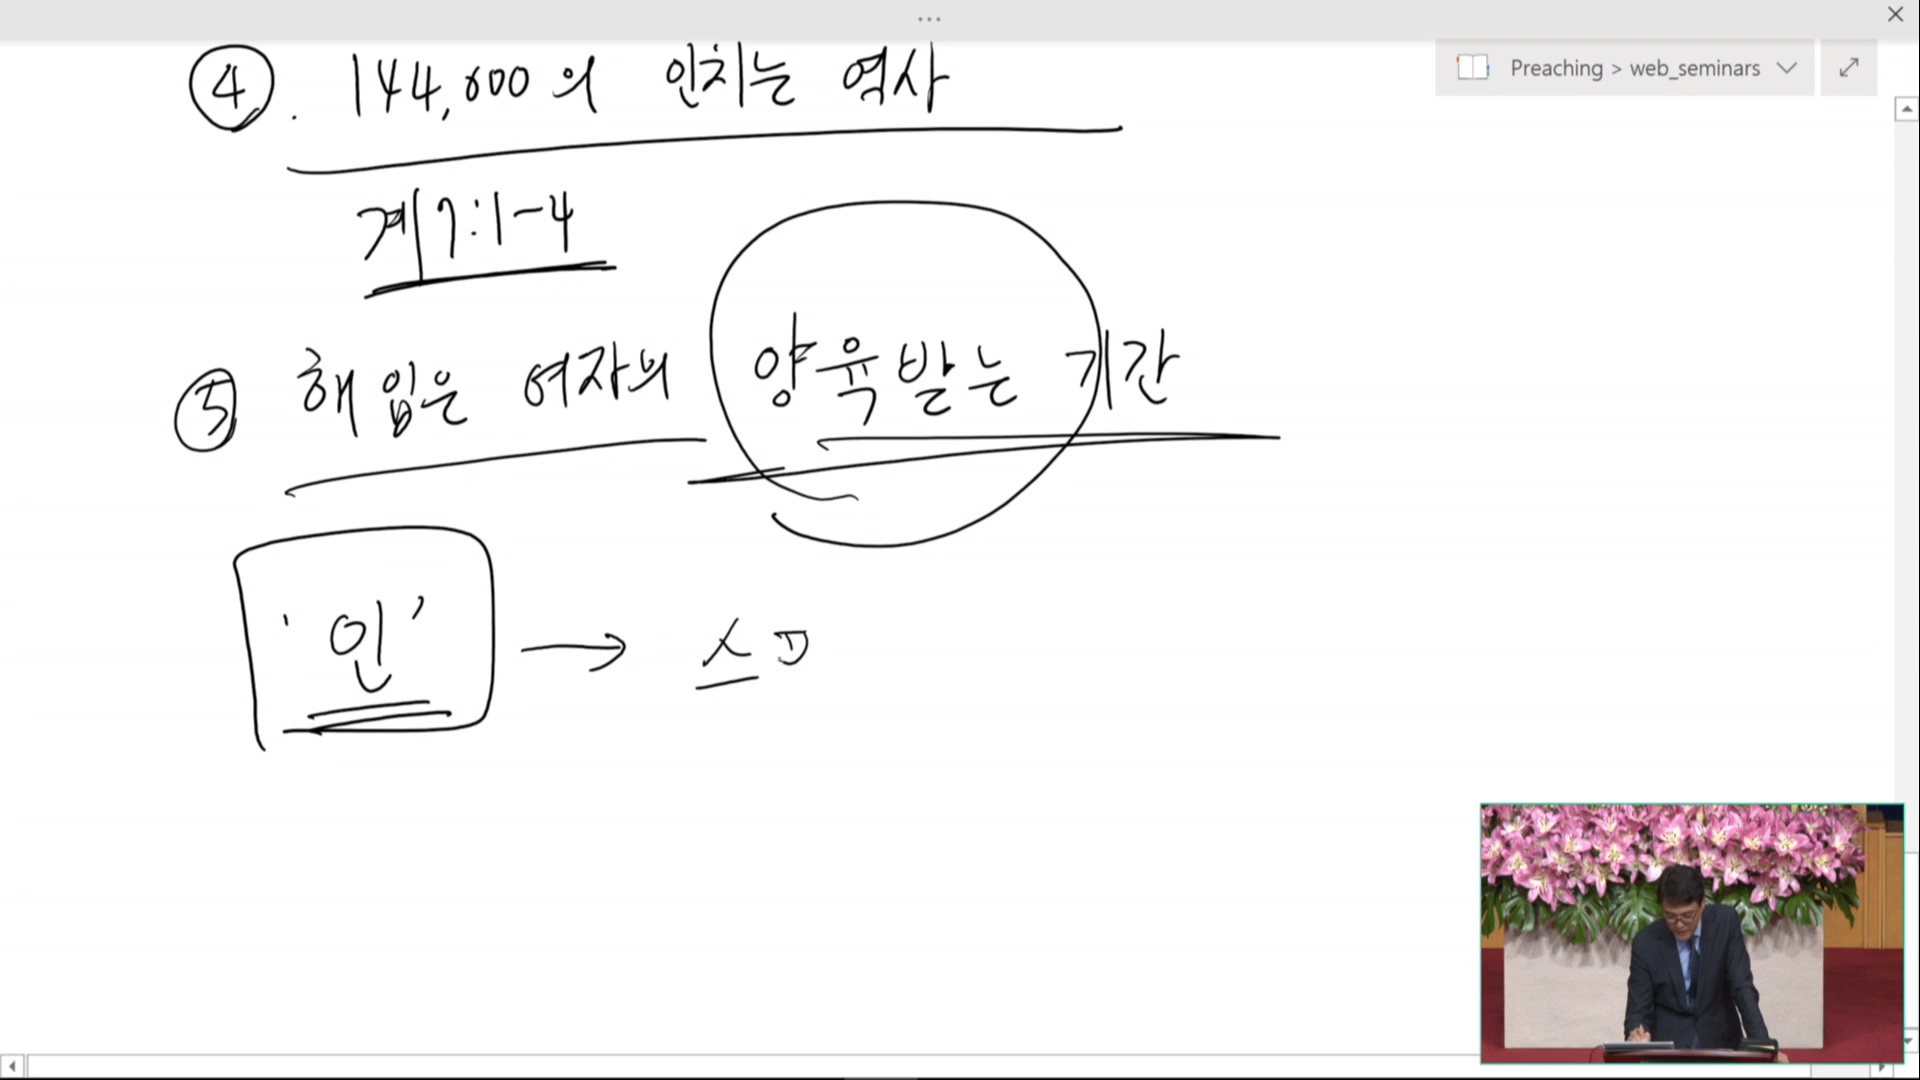 Preaching > web_seminars
④. 144,000의 인치는 역사
계 7:1-4
⑤ 해 입은 여자의 양육받는 기간
'인' → 스